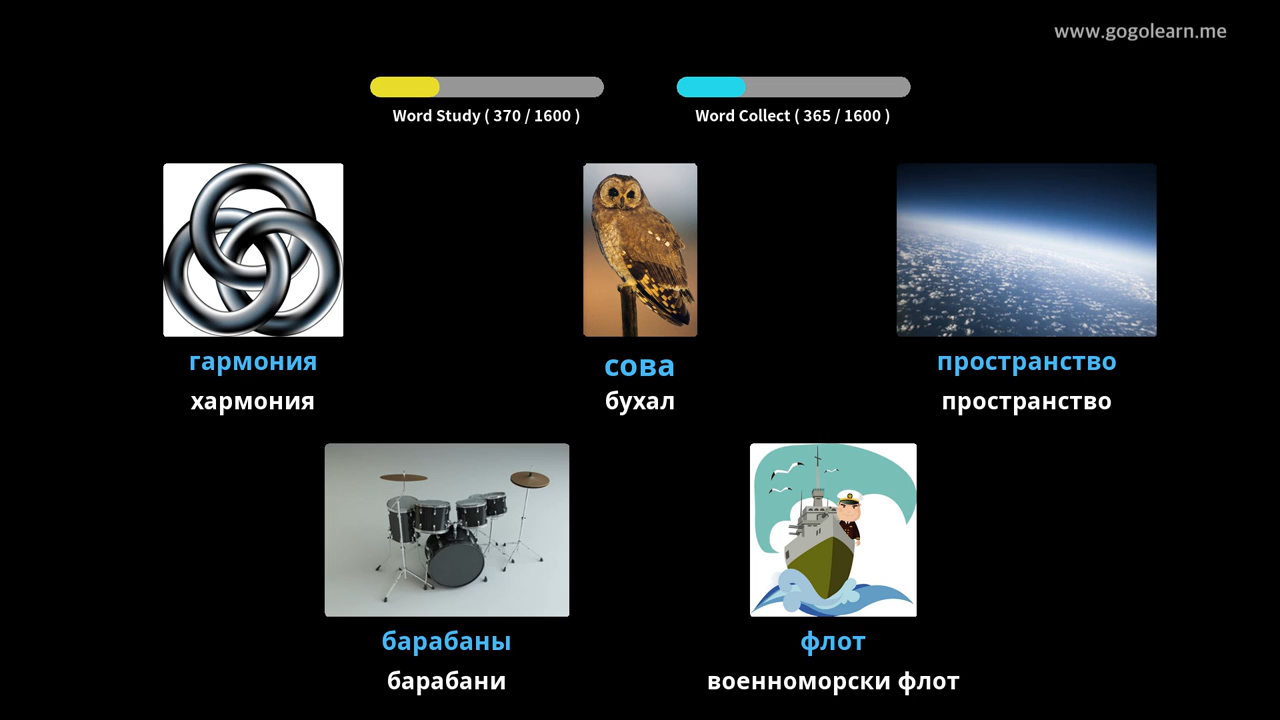 www.gogolearn.me
Word Study ( 370 / 1600 )
Word Collect ( 365 / 1600 )
гармония
хармония
сова
бухал
пространство
пространство
барабаны
барабани
флот
военноморски флот